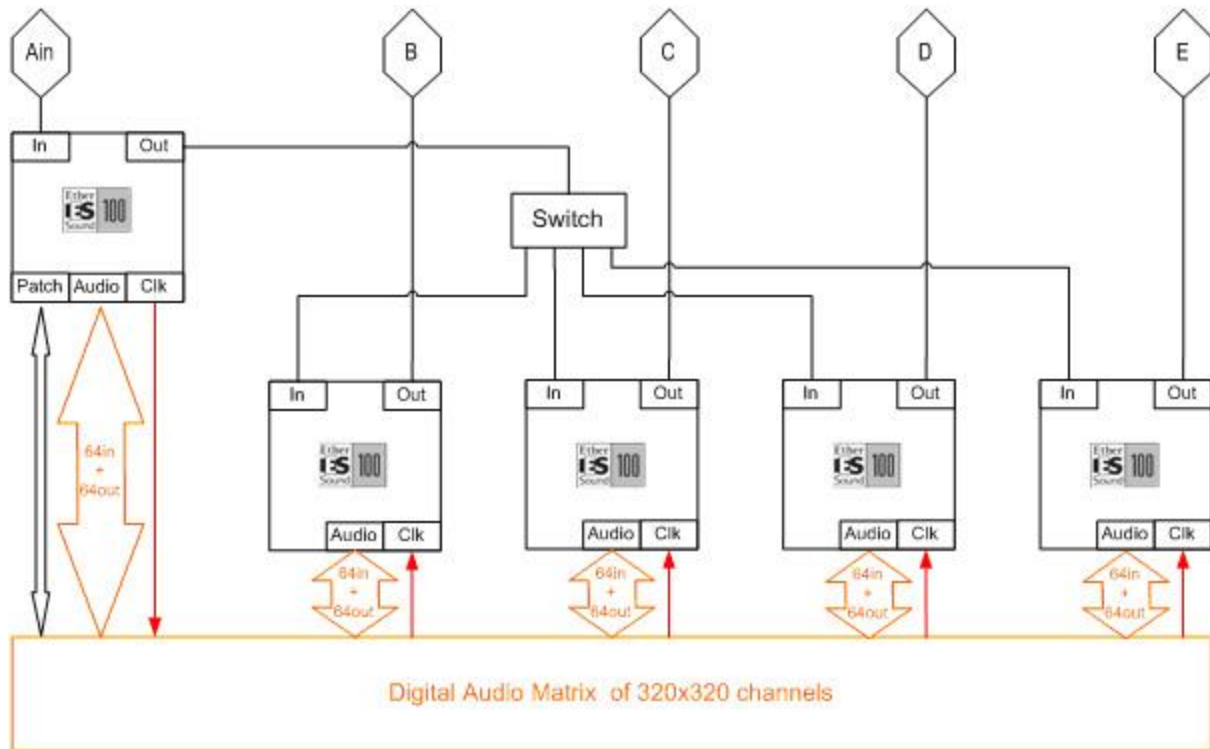 Ain
B
C
D
E
In
Out
Ether
ES 100
Sound
Switch
Patch
Audio
Clk
64in
+
64out
In
Out
Ether
ES 100
Sound
Audio
Clk
64in
+
64out
In
Out
Ether
ES 100
Sound
Audio
Clk
64in
+
64out
In
Out
Ether
ES 100
Sound
Audio
Clk
64in
+
64out
In
Out
Ether
ES 100
Sound
Audio
Clk
64in
+
64out
Digital Audio Matrix of 320x320 channels